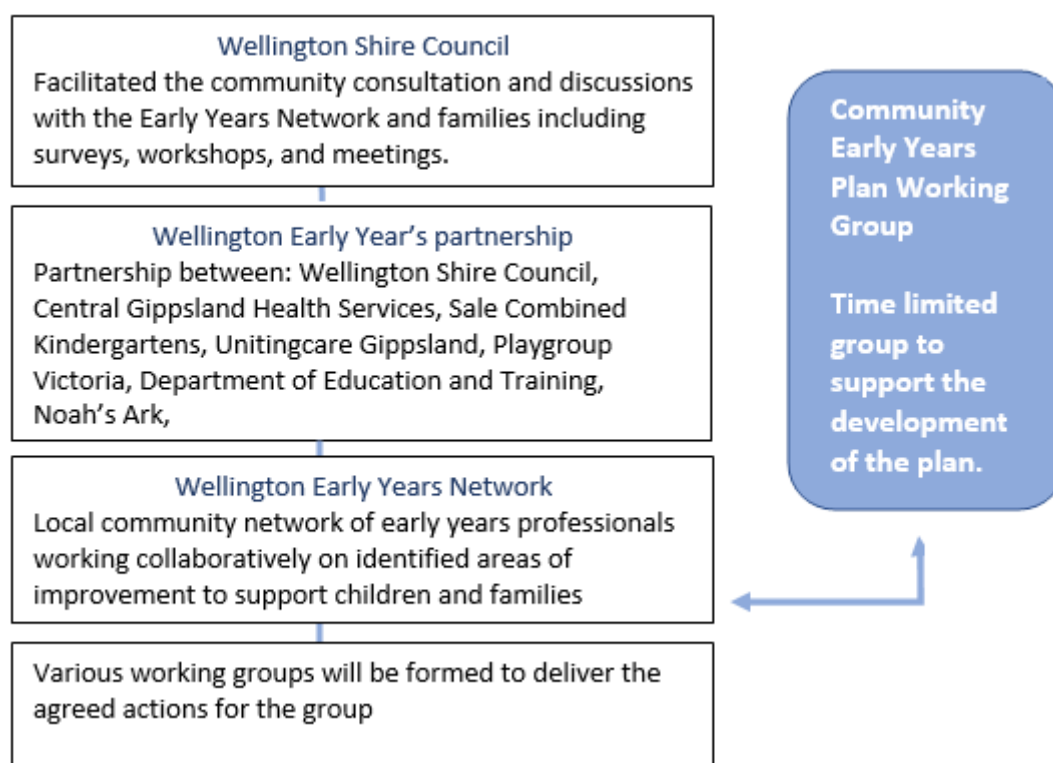 Wellington Shire Council
Facilitated the community consultation and discussions
with the Early Years Network and families including
surveys, workshops, and meetings.
Wellington Early Year’s partnership
Partnership between: Wellington Shire Council,
Central Gippsland Health Services, Sale Combined
Kindergartens, Unitingcare Gippsland, Playgroup
Victoria, Department of Education and Training,
Noah’s Ark,
Wellington Early Years Network
Local community network of early years professionals
working collaboratively on identified areas of
improvement to support children and families
Various working groups will be formed to deliver the
agreed actions for the group
Community
Early Years
Plan Working
Group
Time limited
group to
support the
development
of the plan.